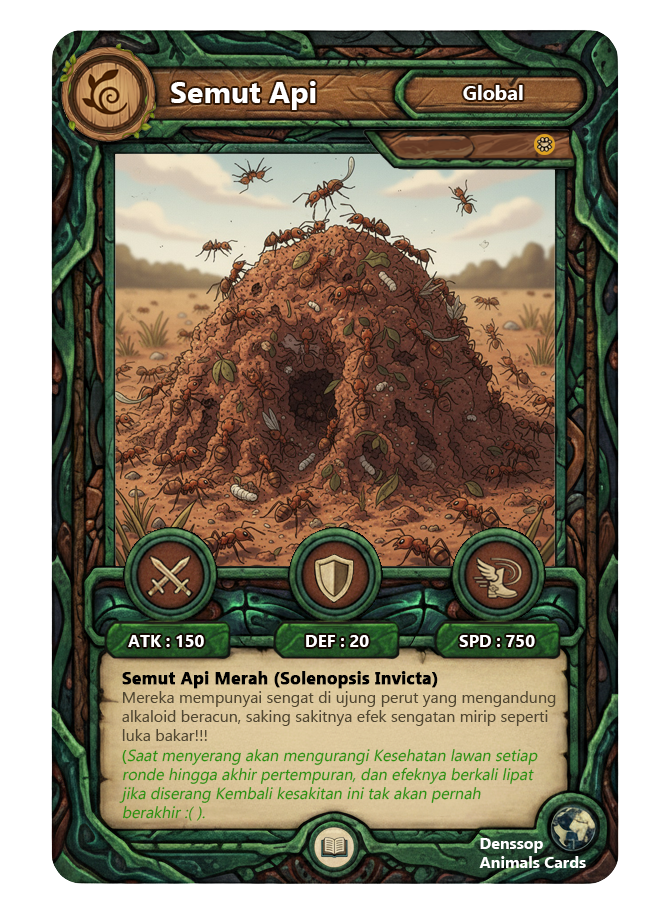 Semut Api
Global
ATK : 150
DEF : 20
SPD : 750
Semut Api Merah (Solenopsis Invicta)
Mereka mempunyai sengat di ujung perut yang mengandung
alkaloid beracun, saking sakitnya efek sengatan mirip seperti
luka bakar!!!
(Saat menyerang akan mengurangi Kesehatan lawan setiap
ronde hingga akhir pertempuran, dan efeknya berkali lipat
jika diserang Kembali kesakitan ini tak akan pernah
berakhir :( ).
Denssop
Animals Cards